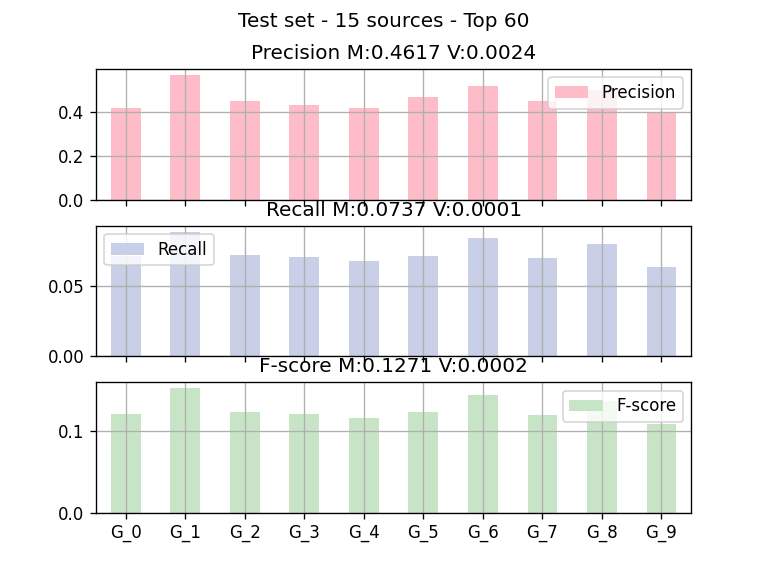 Test set - 15 sources - Top 60
Precision M:0.4617 V:0.0024
Precision
0.4
0.2
0.0
Recall M:0.0737 V:0.0001
Recall
0.05
0.00
F-score M:0.1271 V:0.0002
F-score
0.1
0.0
G_0 G_1 G_2 G_3 G_4 G_5 G_6 G_7 G_8 G_9